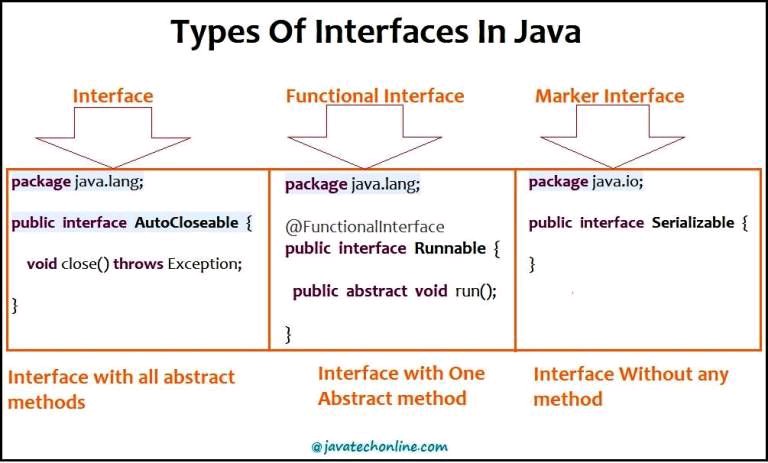 Types Of Interfaces In Java
Interface
package java.lang;
public interface AutoCloseable {
void close() throws Exception;
}
Interface with all abstract
methods
Functional Interface
package java.lang;
@FunctionalInterface
public interface Runnable {
public abstract void run();
}
Interface with One
Abstract method
Marker Interface
package java.io;
public interface Serializable {
}
Interface Without any
method
@javatechonline.com